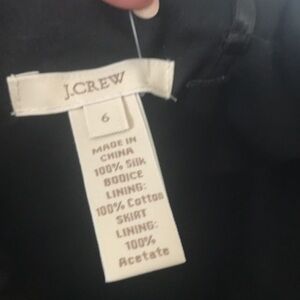 J.CREW
6
MADE IN
CHINA
100% Silk
BODICE
LINING:
100% Cotton
SKIRT
LINING:
100%
Acetate